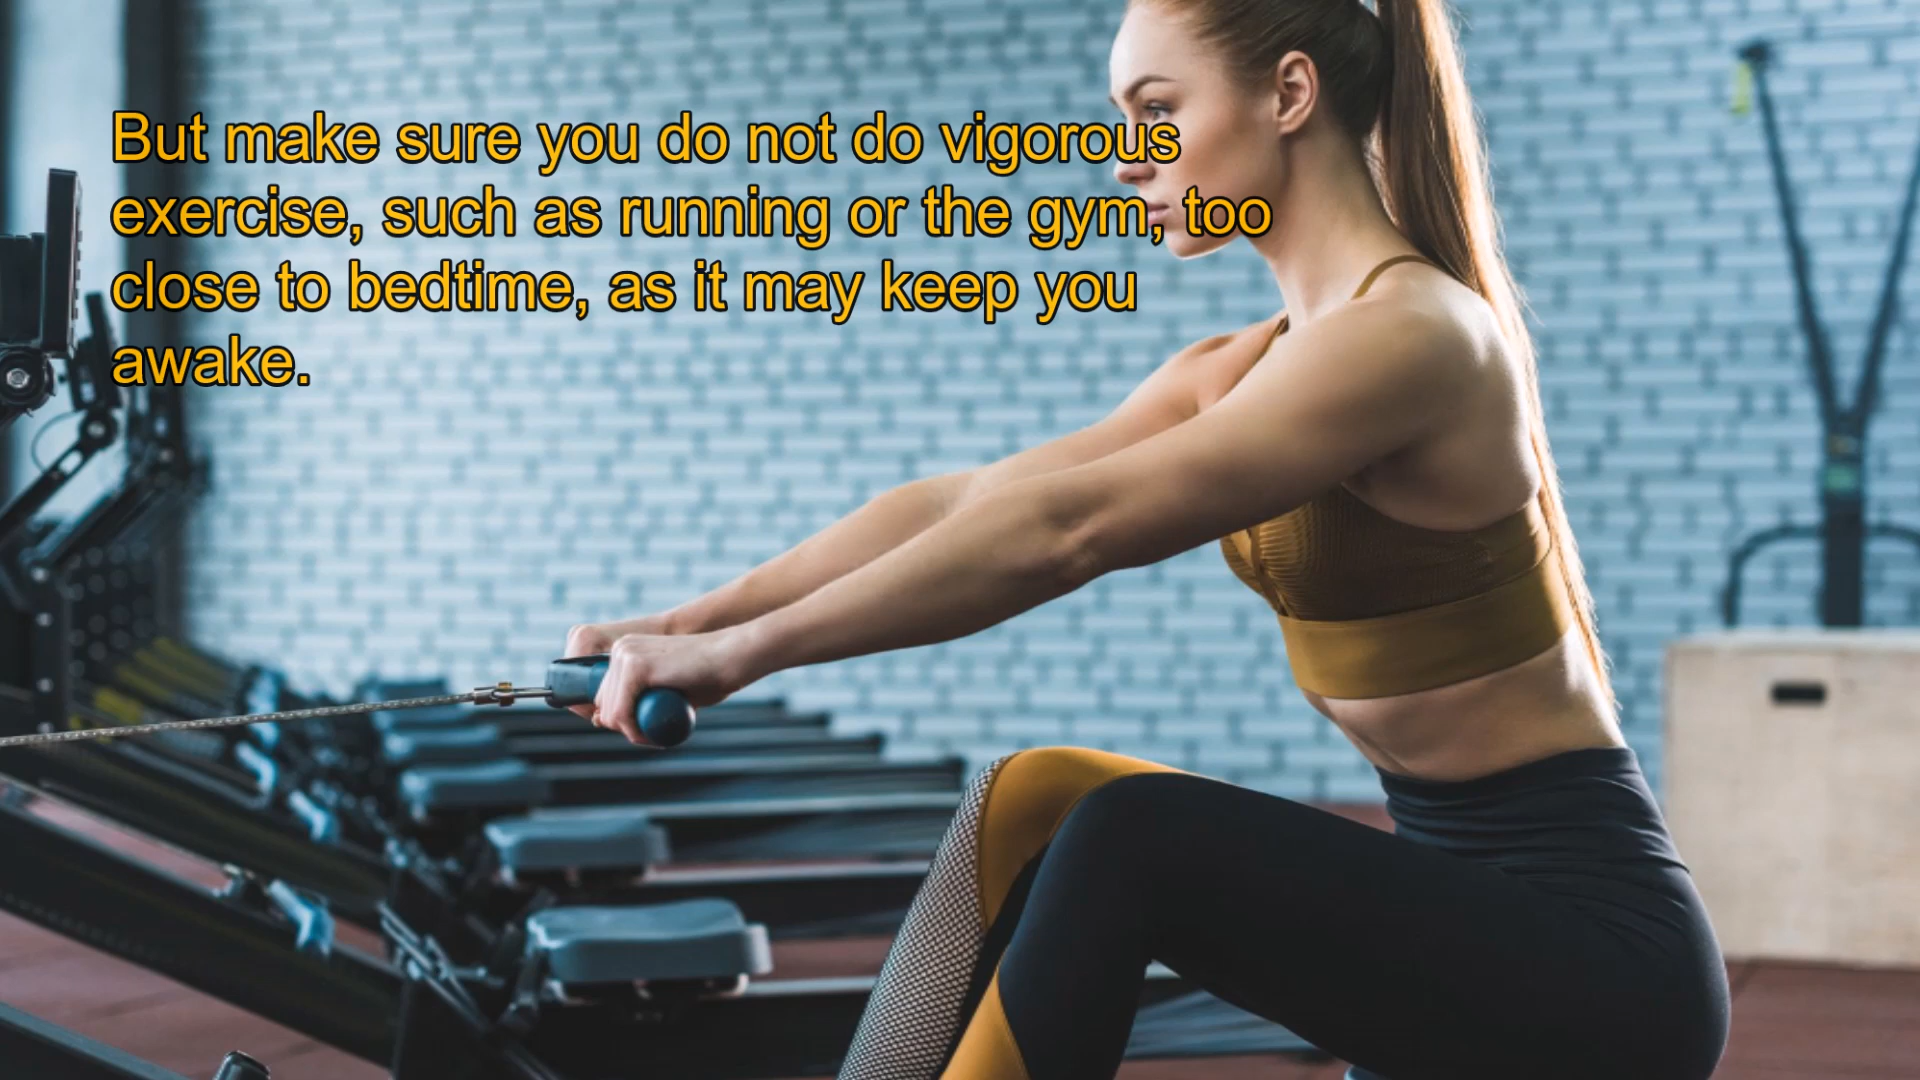 But make sure you do not do vigorous
exercise, such as running or the gym, too
close to bedtime, as it may keep you
awake.